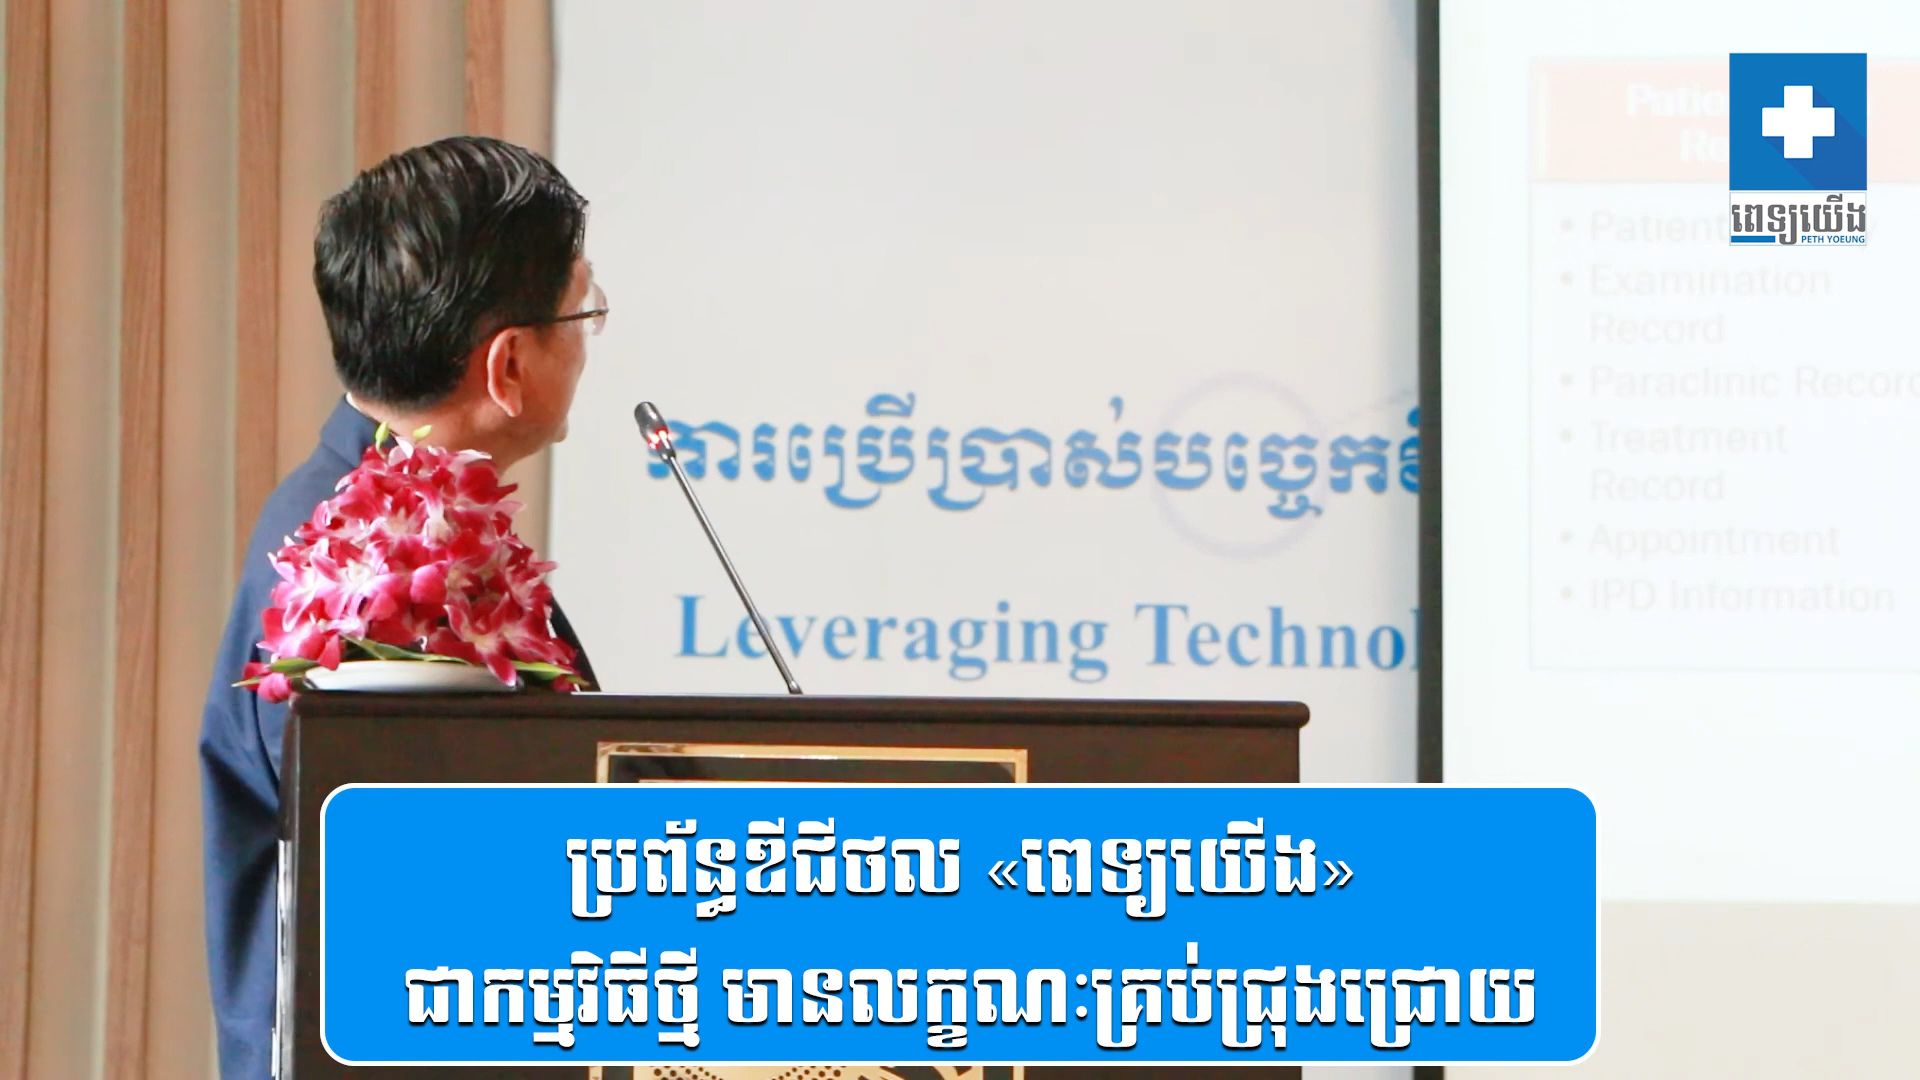 ពេទ្យយើង
PETH YOEUNG
• Patient
• Examination
Record
• Paraclinic Record
• Treatment
Record
• Appointment
• IPD Information
ការប្រើប្រាស់បច្ចេក
Leveraging Technol
ប្រព័ន្ធឌីជីថល «ពេទ្យយើង»
ជាកម្មវិធីថ្មី មានលក្ខណៈគ្រប់ជ្រុងជ្រោយ